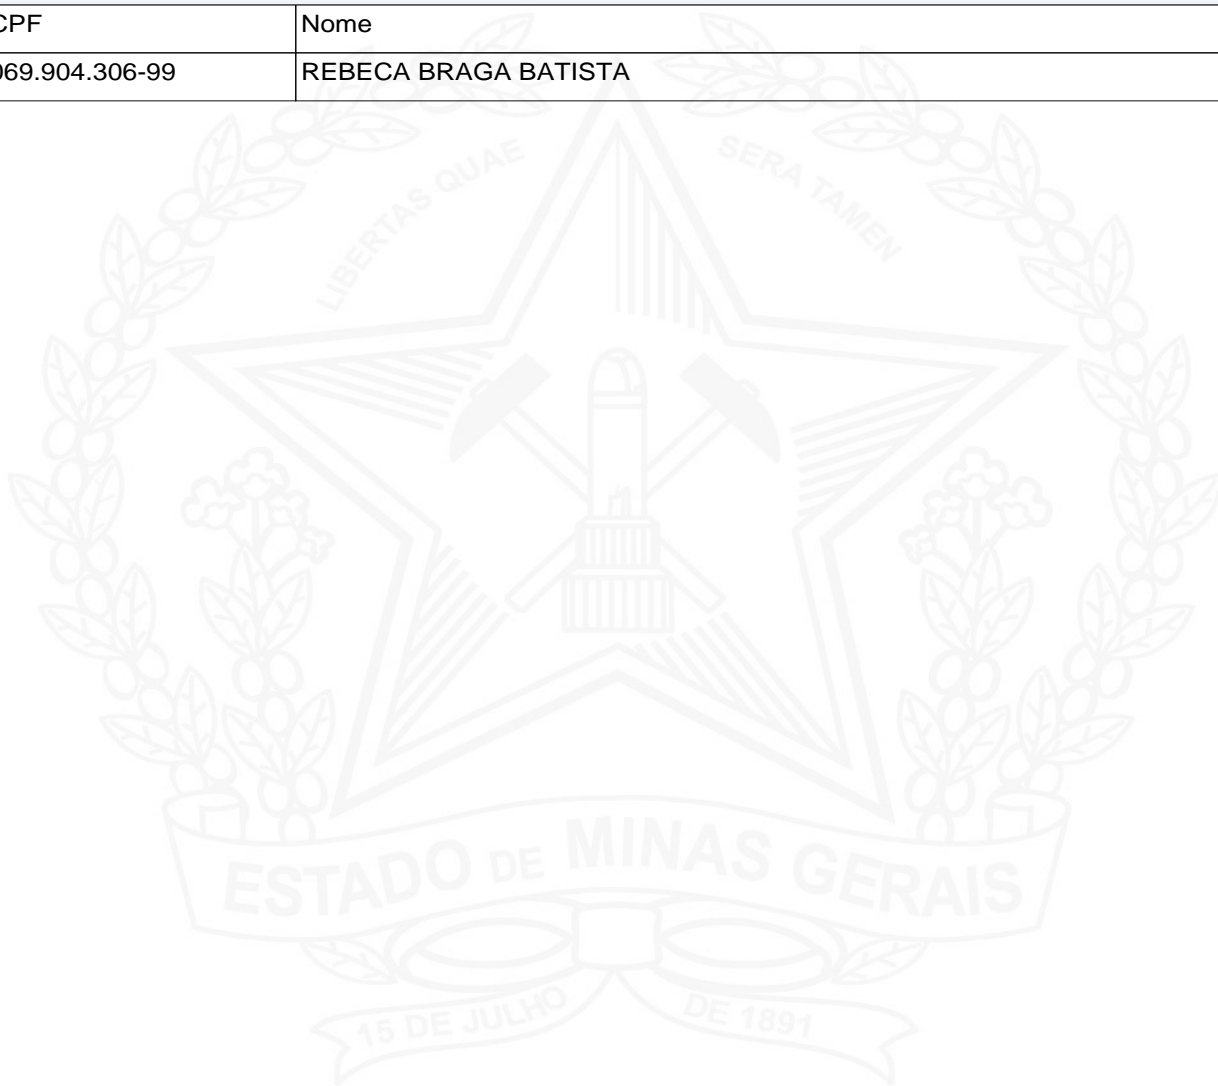 CPF Nome
069.904.306-99 REBECA BRAGA BATISTA
LIBERTAS QUAE SERA TAMEN
ESTADO DE MINAS GERAIS
15 DE JULHO DE 1891